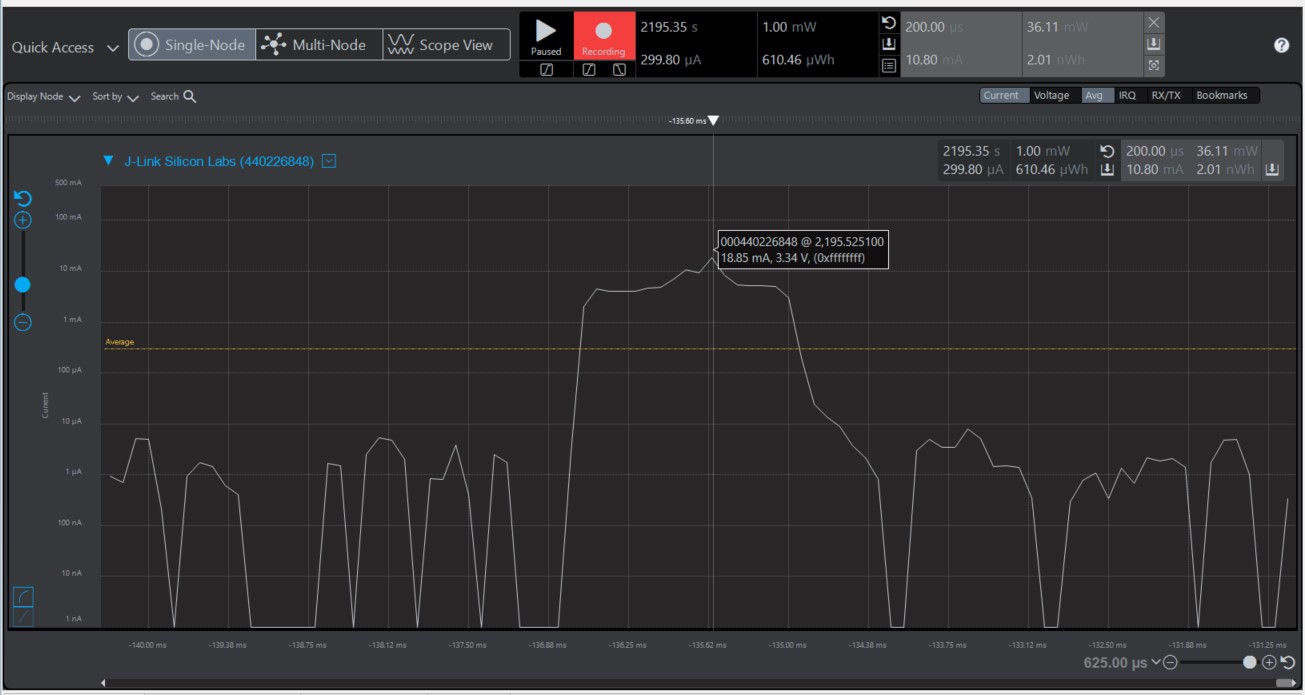 Quick Access
Single-Node
Multi-Node
Scope View
Paused
Recording
2195.35 s
299.80 µA
1.00 mW
610.46 µWh
200.00 µs
10.80 mA
36.11 mW
2.01 nWh
Display Node
Sort by
Search
Current
Voltage
Avg
IRQ
RX/TX
Bookmarks
-135.60 ms
J-Link Silicon Labs (440226848)
2195.35 s 1.00 mW
299.80 µA 610.46 µWh
200.00 µs 36.11 mW
10.80 mA 2.01 nWh
500 mA
100 mA
000440226848 @ 2,195.525100
18.85 mA, 3.34 V, (0xffffffff)
10 mA
1 mA
Average
100 µA
Current
10 µA
1 µA
100 nA
10 nA
1 nA
-140.00 ms -139.38 ms -138.75 ms -138.12 ms -137.50 ms -136.88 ms -136.25 ms -135.62 ms -135.00 ms -134.38 ms -133.75 ms -133.12 ms -132.50 ms -131.88 ms -131.25 ms
625.00 µs